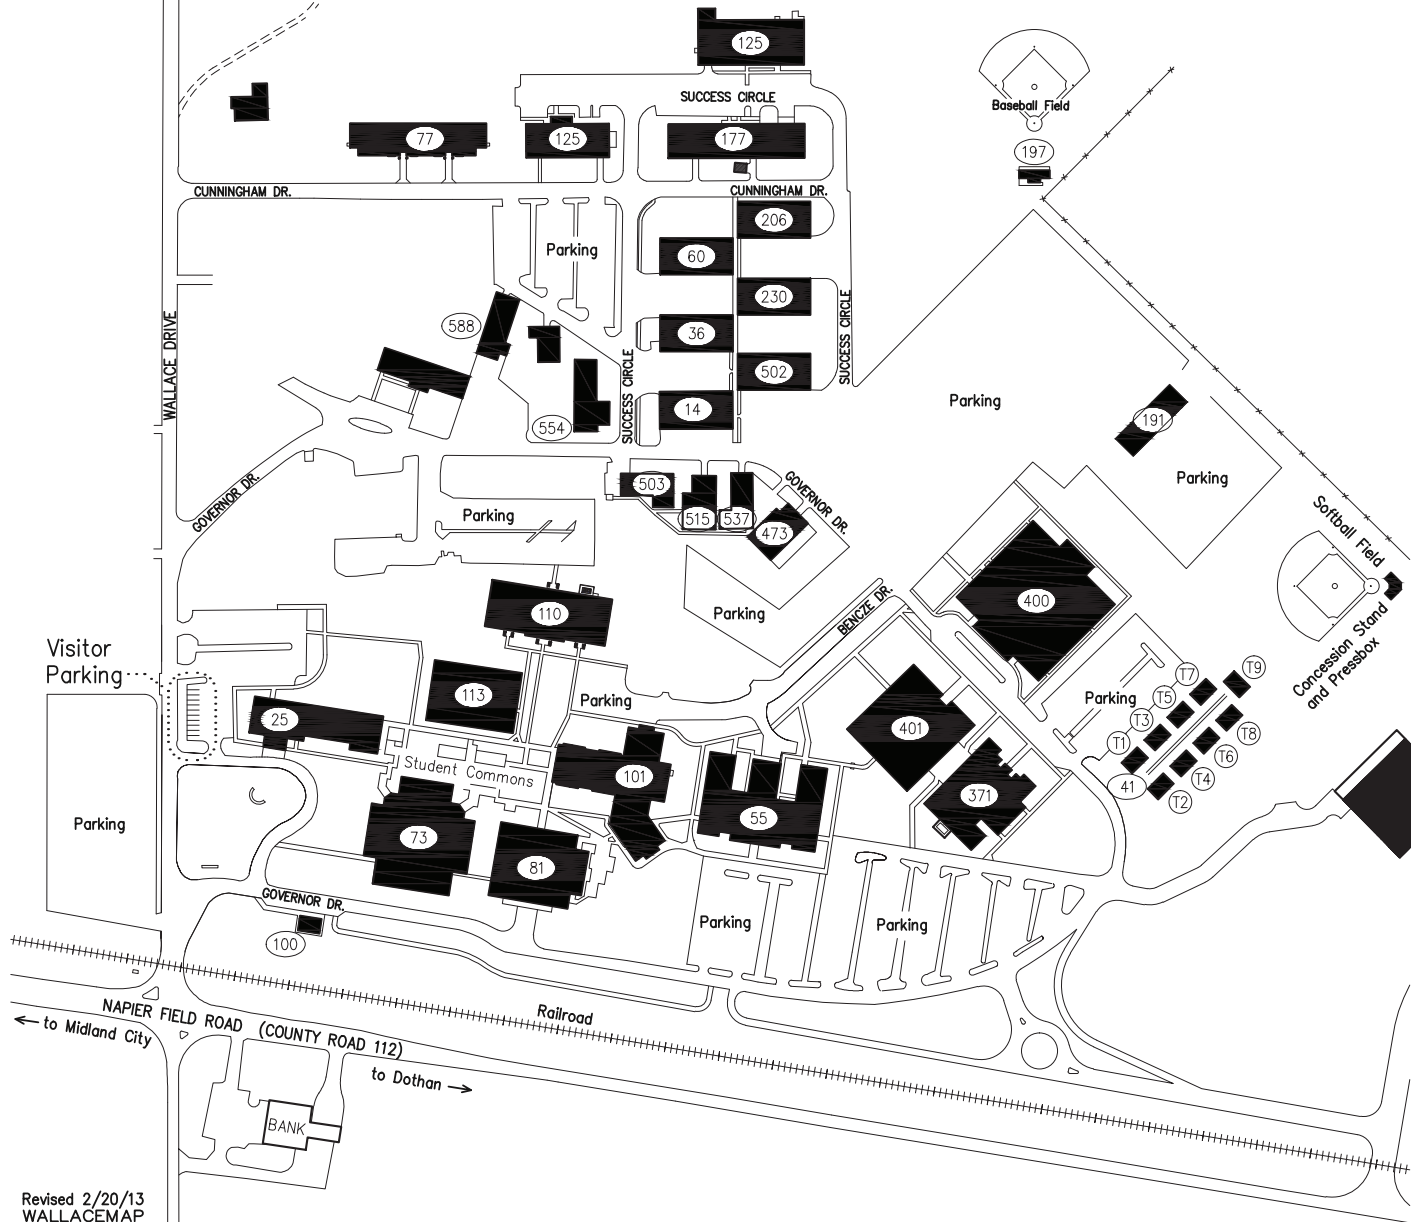 125
SUCCESS CIRCLE
77
125
177
Baseball Field
197
CUNNINGHAM DR.
CUNNINGHAM DR.
206
Parking
60
230
SUCCESS CIRCLE
588
36
WALLACE DRIVE
SUCCESS CIRCLE
502
14
554
Parking
191
Parking
GOVERNOR DR.
503
515
537
473
GOVERNOR DR.
Parking
Softball Field
Concession Stand
and Pressbox
400
110
Parking
BENCZE DR.
Visitor
Parking
113
Parking
25
Student Commons
101
401
Parking
T9
T7
T5
T3
T1
T8
T6
T4
T2
41
371
55
Parking
73
81
GOVERNOR DR.
100
Parking
Parking
NAPIER FIELD ROAD (COUNTY ROAD 112)
← to Midland City
Railroad
to Dothan →
BANK
Revised 2/20/13
WALLACEMAP